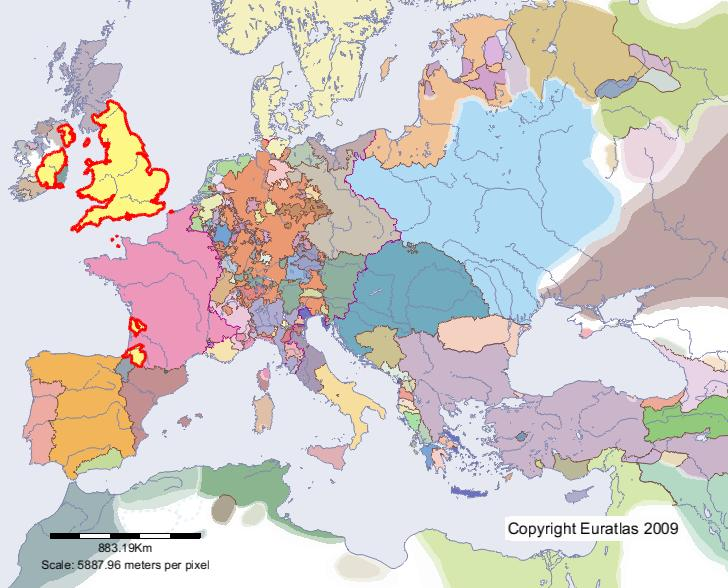 Copyright Euratlas 2009
883.19Km
Scale: 5887.96 meters per pixel